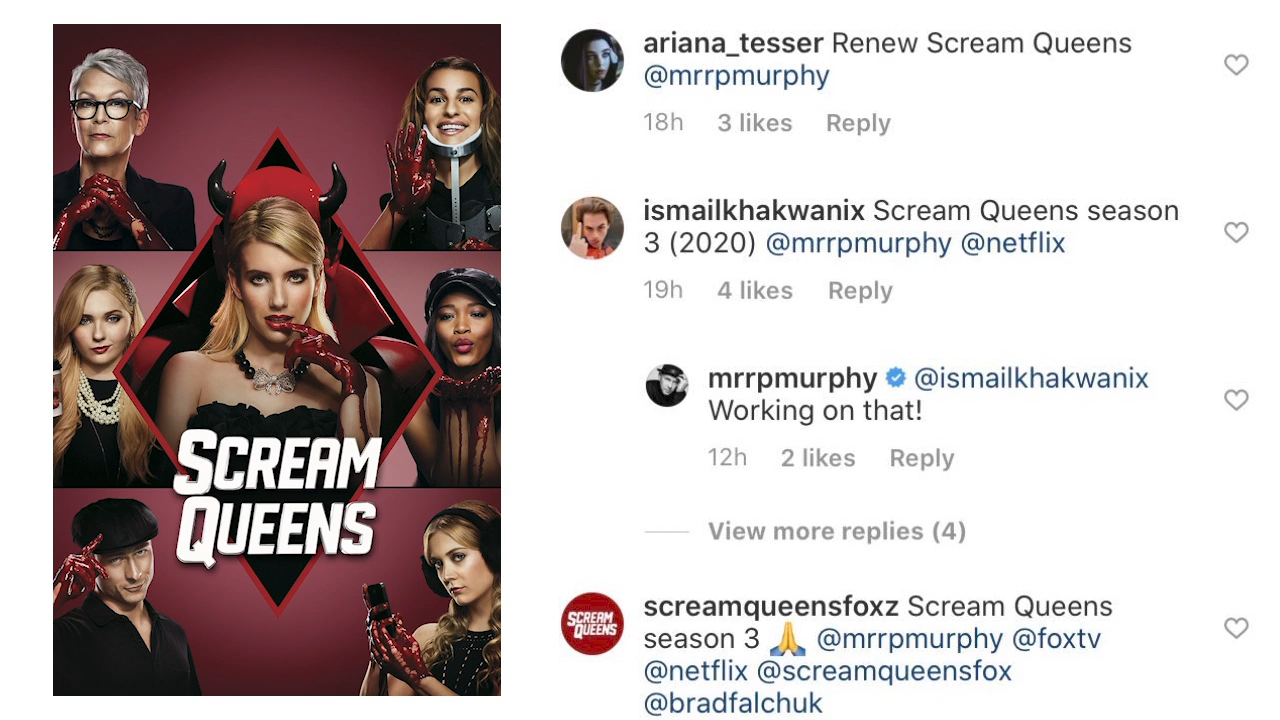 SCREAM
QUEENS
ariana_tesser Renew Scream Queens
@mrrpmurphy
18h 3 likes Reply
ismailkhakwanix Scream Queens season
3 (2020) @mrrpmurphy @netflix
19h 4 likes Reply
mrrpmurphy @ismailkhakwanix
Working on that!
12h 2 likes Reply
View more replies (4)
SCREAM
QUEENS
screamqueensfoxz Scream Queens
season 3 🙏 @mrrpmurphy @foxtv
@netflix @screamqueensfox
@bradfalchuk